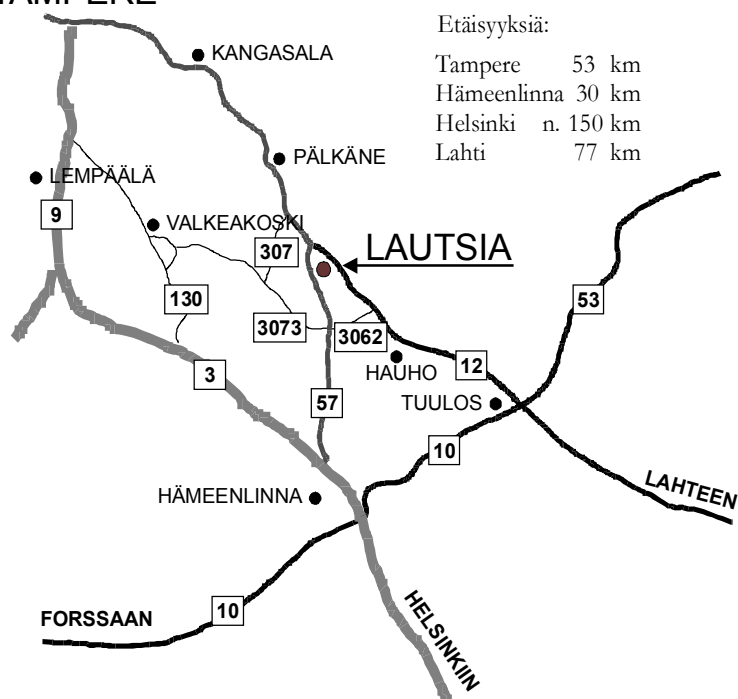 TAMPERE
Etäisyyksiä:
Tampere 53 km
Hämeenlinna 30 km
Helsinki n. 150 km
Lahti 77 km
KANGASALA
PÄLKÄNE
LEMPÄÄLÄ
9
VALKEAKOSKI
307
LAUTSIA
130
53
3073
3062
3
12
HAUHO
57
TUULOS
10
HÄMEENLINNA
LAHTEEN
10
FORSSAAN
HELSINKIIN